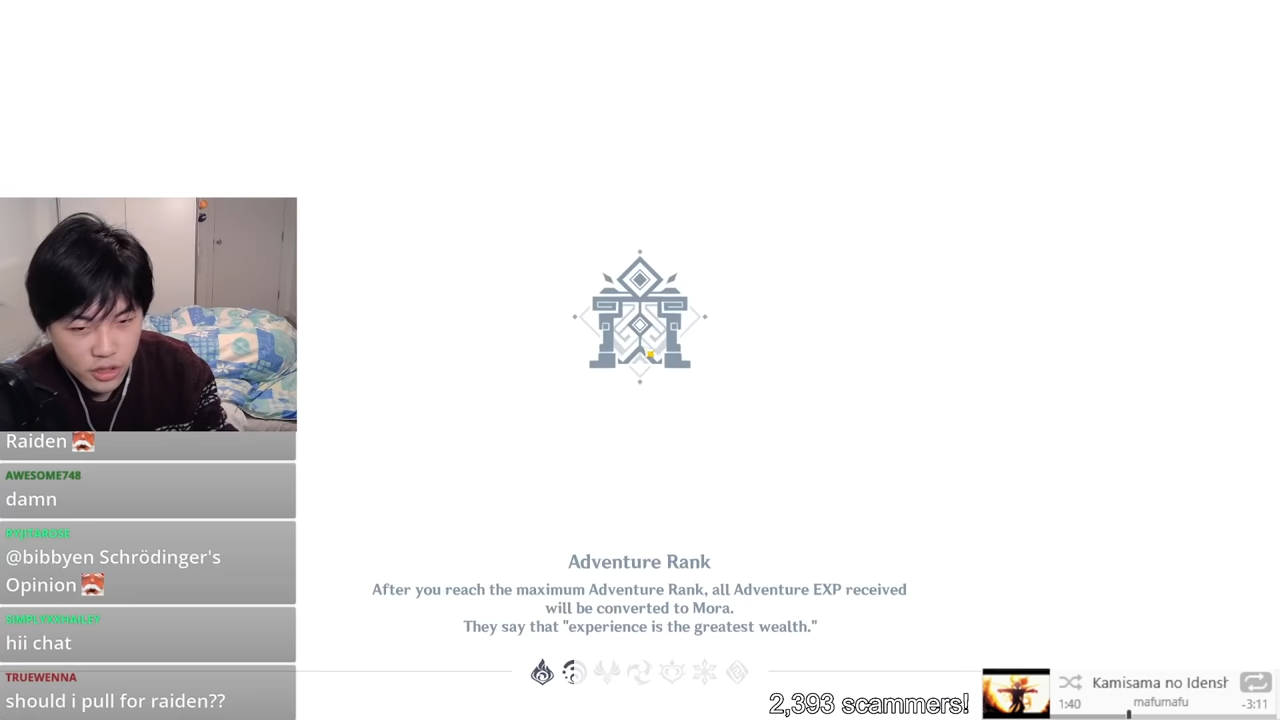 Raiden
AWESOME748
damn
RYJITAROSE
@bibbyen Schrödinger's
Opinion
SIMPLYXXHAILEY
hii chat
TRUEWENNA
should i pull for raiden??
Adventure Rank
After you reach the maximum Adventure Rank, all Adventure EXP received
will be converted to Mora.
They say that "experience is the greatest wealth."
2,393 scammers!
Kamisama no Idensh
1:40
mafumafu
-3:11